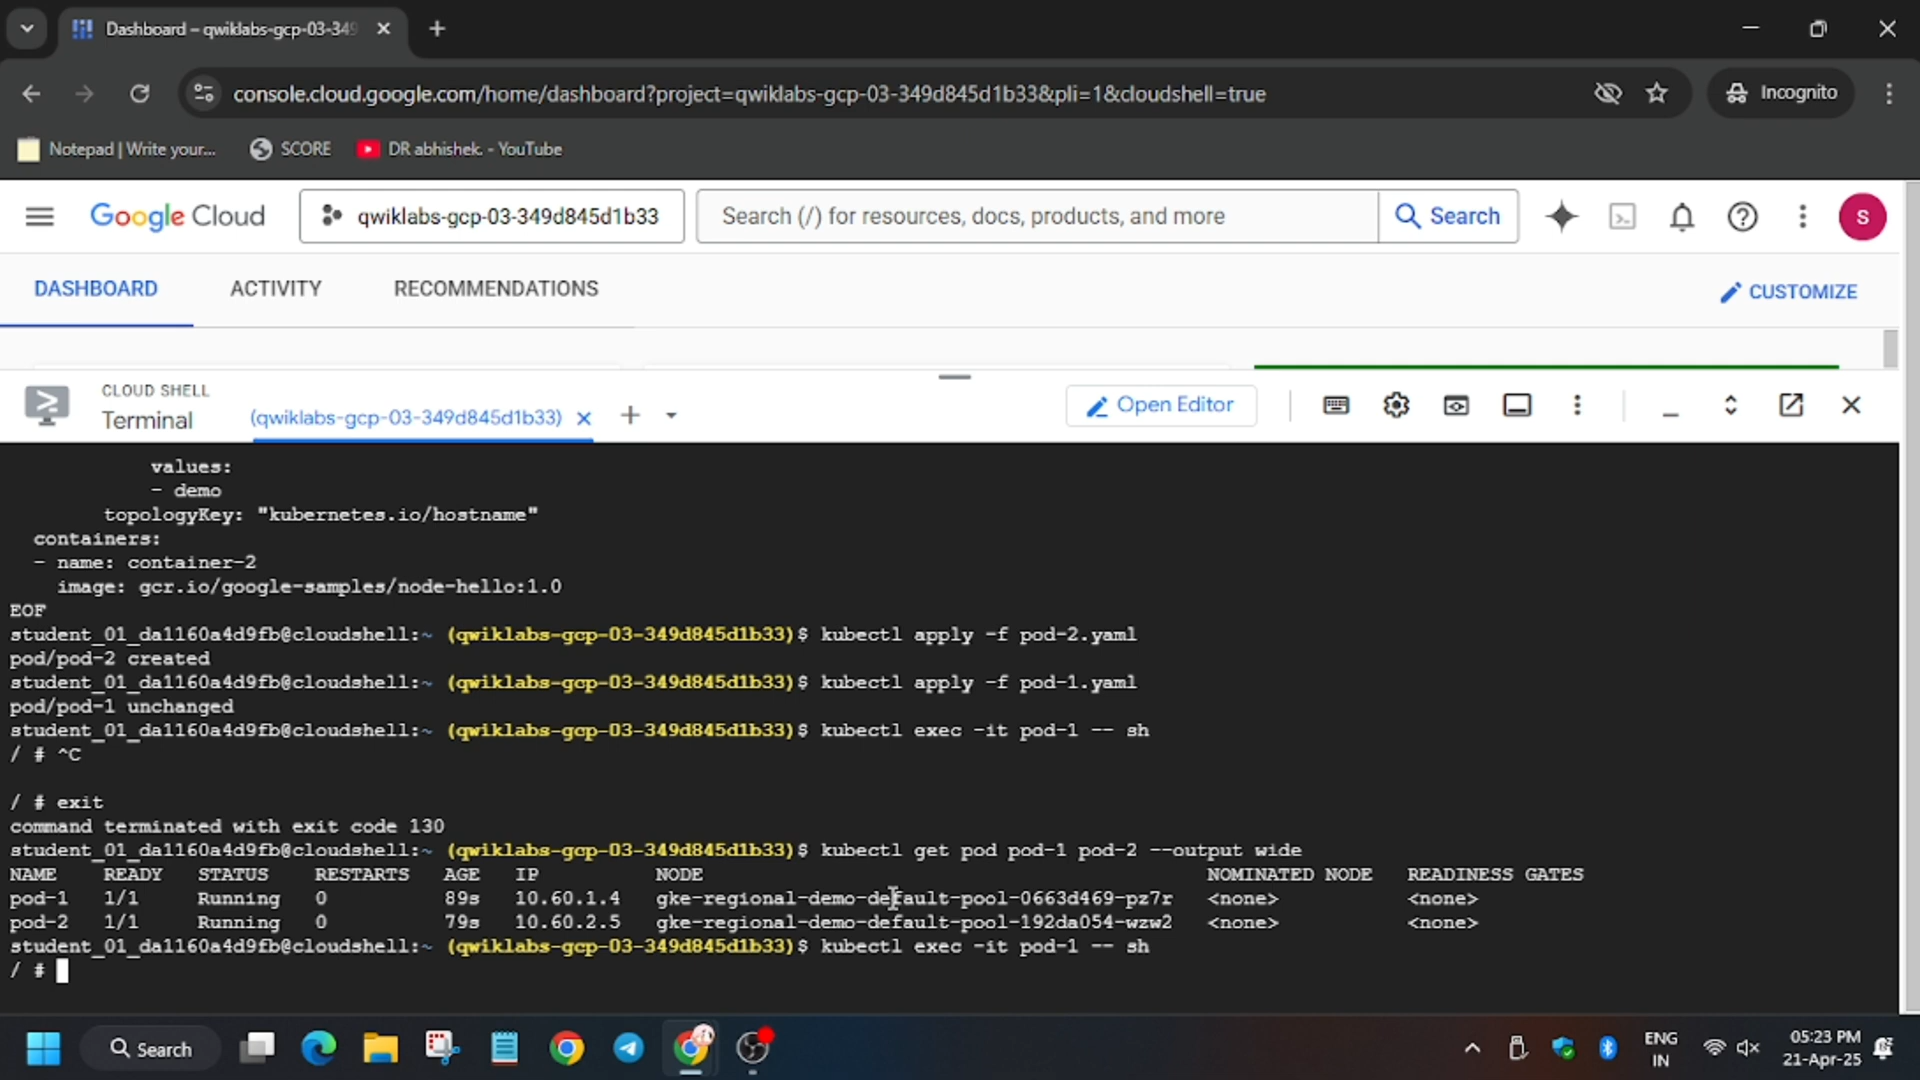 Dashboard – qwiklabs-gcp-03-349
console.cloud.google.com/home/dashboard?project=qwiklabs-gcp-03-349d845d1b33&pli=1&cloudshell=true
Incognito
Notepad | Write your...
SCORE
DR abhishek. - YouTube
Google Cloud
qwiklabs-gcp-03-349d845d1b33
Search (/) for resources, docs, products, and more
Search
S
DASHBOARD
ACTIVITY
RECOMMENDATIONS
CUSTOMIZE
CLOUD SHELL
Terminal
(qwiklabs-gcp-03-349d845d1b33)
Open Editor
values:
- demo
topologyKey: "kubernetes.io/hostname"
containers:
- name: container-2
image: gcr.io/google-samples/node-hello:1.0
EOF
student_01_da1160a4d9fb@cloudshell:~ (qwiklabs-gcp-03-349d845d1b33)$ kubectl apply -f pod-2.yaml
pod/pod-2 created
student_01_da1160a4d9fb@cloudshell:~ (qwiklabs-gcp-03-349d845d1b33)$ kubectl apply -f pod-1.yaml
pod/pod-1 unchanged
student_01_da1160a4d9fb@cloudshell:~ (qwiklabs-gcp-03-349d845d1b33)$ kubectl exec -it pod-1 -- sh
/ # ^C
/ # exit
command terminated with exit code 130
student_01_da1160a4d9fb@cloudshell:~ (qwiklabs-gcp-03-349d845d1b33)$ kubectl get pod pod-1 pod-2 --output wide
NAME READY STATUS RESTARTS AGE IP NODE NOMINATED NODE READINESS GATES
pod-1 1/1 Running 0 89s 10.60.1.4 gke-regional-demo-default-pool-0663d469-pz7r <none> <none>
pod-2 1/1 Running 0 79s 10.60.2.5 gke-regional-demo-default-pool-192da054-wzw2 <none> <none>
student_01_da1160a4d9fb@cloudshell:~ (qwiklabs-gcp-03-349d845d1b33)$ kubectl exec -it pod-1 -- sh
/ #
Search
ENG
IN
05:23 PM
21-Apr-25